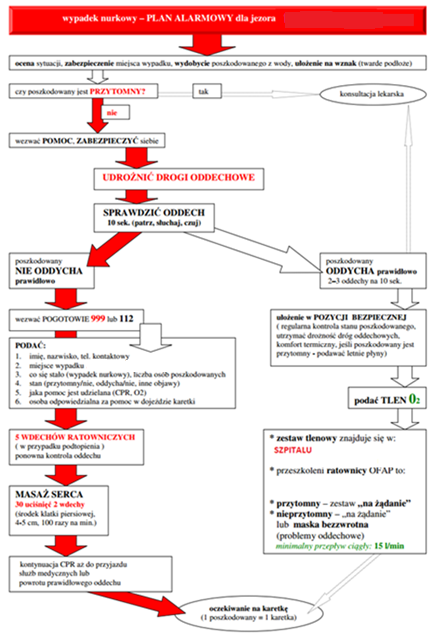 wypadek nurkowy – PLAN ALARMOWY dla jezora
ocena sytuacji, zabezpieczenie miejsca wypadku, wydobycie poszkodowanego z wody, ułożenie na wznak (twarde podłoże)
czy poszkodowany jest PRZYTOMNY?
tak
konsultacja lekarska
nie
wezwać POMOC, ZABEZPIECZYĆ siebie
UDROŻNIĆ DROGI ODDECHOWE
SPRAWDZIĆ ODDECH
10 sek. (patrz, słuchaj, czuj)
poszkodowany
NIE ODDYCHA
prawidłowo
poszkodowany
ODDYCHA prawidłowo
2–3 oddechy na 10 sek.
wezwać POGOTOWIE 999 lub 112
PODAĆ:
1. imię, nazwisko, tel. kontaktowy
2. miejsce wypadku
3. co się stało (wypadek nurkowy), liczba osób poszkodowanych
4. stan (przytomny/nie, oddycha/nie, inne objawy)
5. jaka pomoc jest udzielana (CPR, O2)
6. osoba odpowiedzialna za pomoc w dojeździe karetki
ułożenie w POZYCJI BEZPIECZNEJ
( regularna kontrola stanu poszkodowanego,
utrzymać drożność dróg oddechowych,
komfort termiczny, jeśli poszkodowany jest
przytomny - podawać letnie płyny)
podać TLEN O2
5 WDECHÓW RATOWNICZYCH
( w przypadku podtopienia )
ponowna kontrola oddechu
MASAŻ SERCA
30 uciśnięć 2 wdechy
(środek klatki piersiowej,
4-5 cm, 100 razy na min.)
* zestaw tlenowy znajduje się w:
SZPITALU
* przeszkoleni ratownicy OFAP to:
* przytomny – zestaw „na żądanie”
* nieprzytomny – „na żądanie”
lub maska bezzwrotna
(problemy oddechowe)
minimalny przepływ ciągły: 15 l/min
kontynuacja CPR aż do przyjazdu
służb medycznych lub
powrotu prawidłowego oddechu
oczekiwanie na karetkę
(1 poszkodowany = 1 karetka)